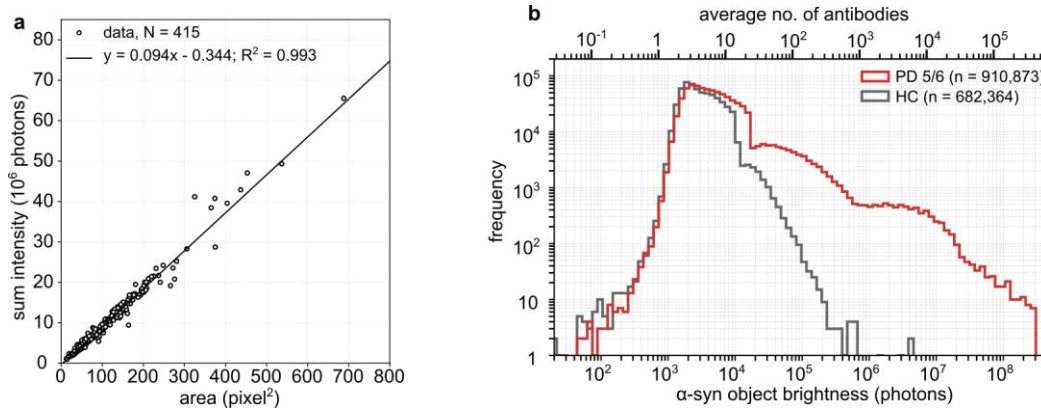 a
data, N = 415
y = 0.094x - 0.344; R² = 0.993
sum intensity (10⁶ photons)
80
70
60
50
40
30
20
10
0
0 100 200 300 400 500 600 700 800
area (pixel²)
b
average no. of antibodies
10⁻¹ 1 10 10² 10³ 10⁴ 10⁵
PD 5/6 (n = 910,873)
HC (n = 682,364)
frequency
10⁵
10⁴
10³
10²
10
1
10² 10³ 10⁴ 10⁵ 10⁶ 10⁷ 10⁸
α-syn object brightness (photons)